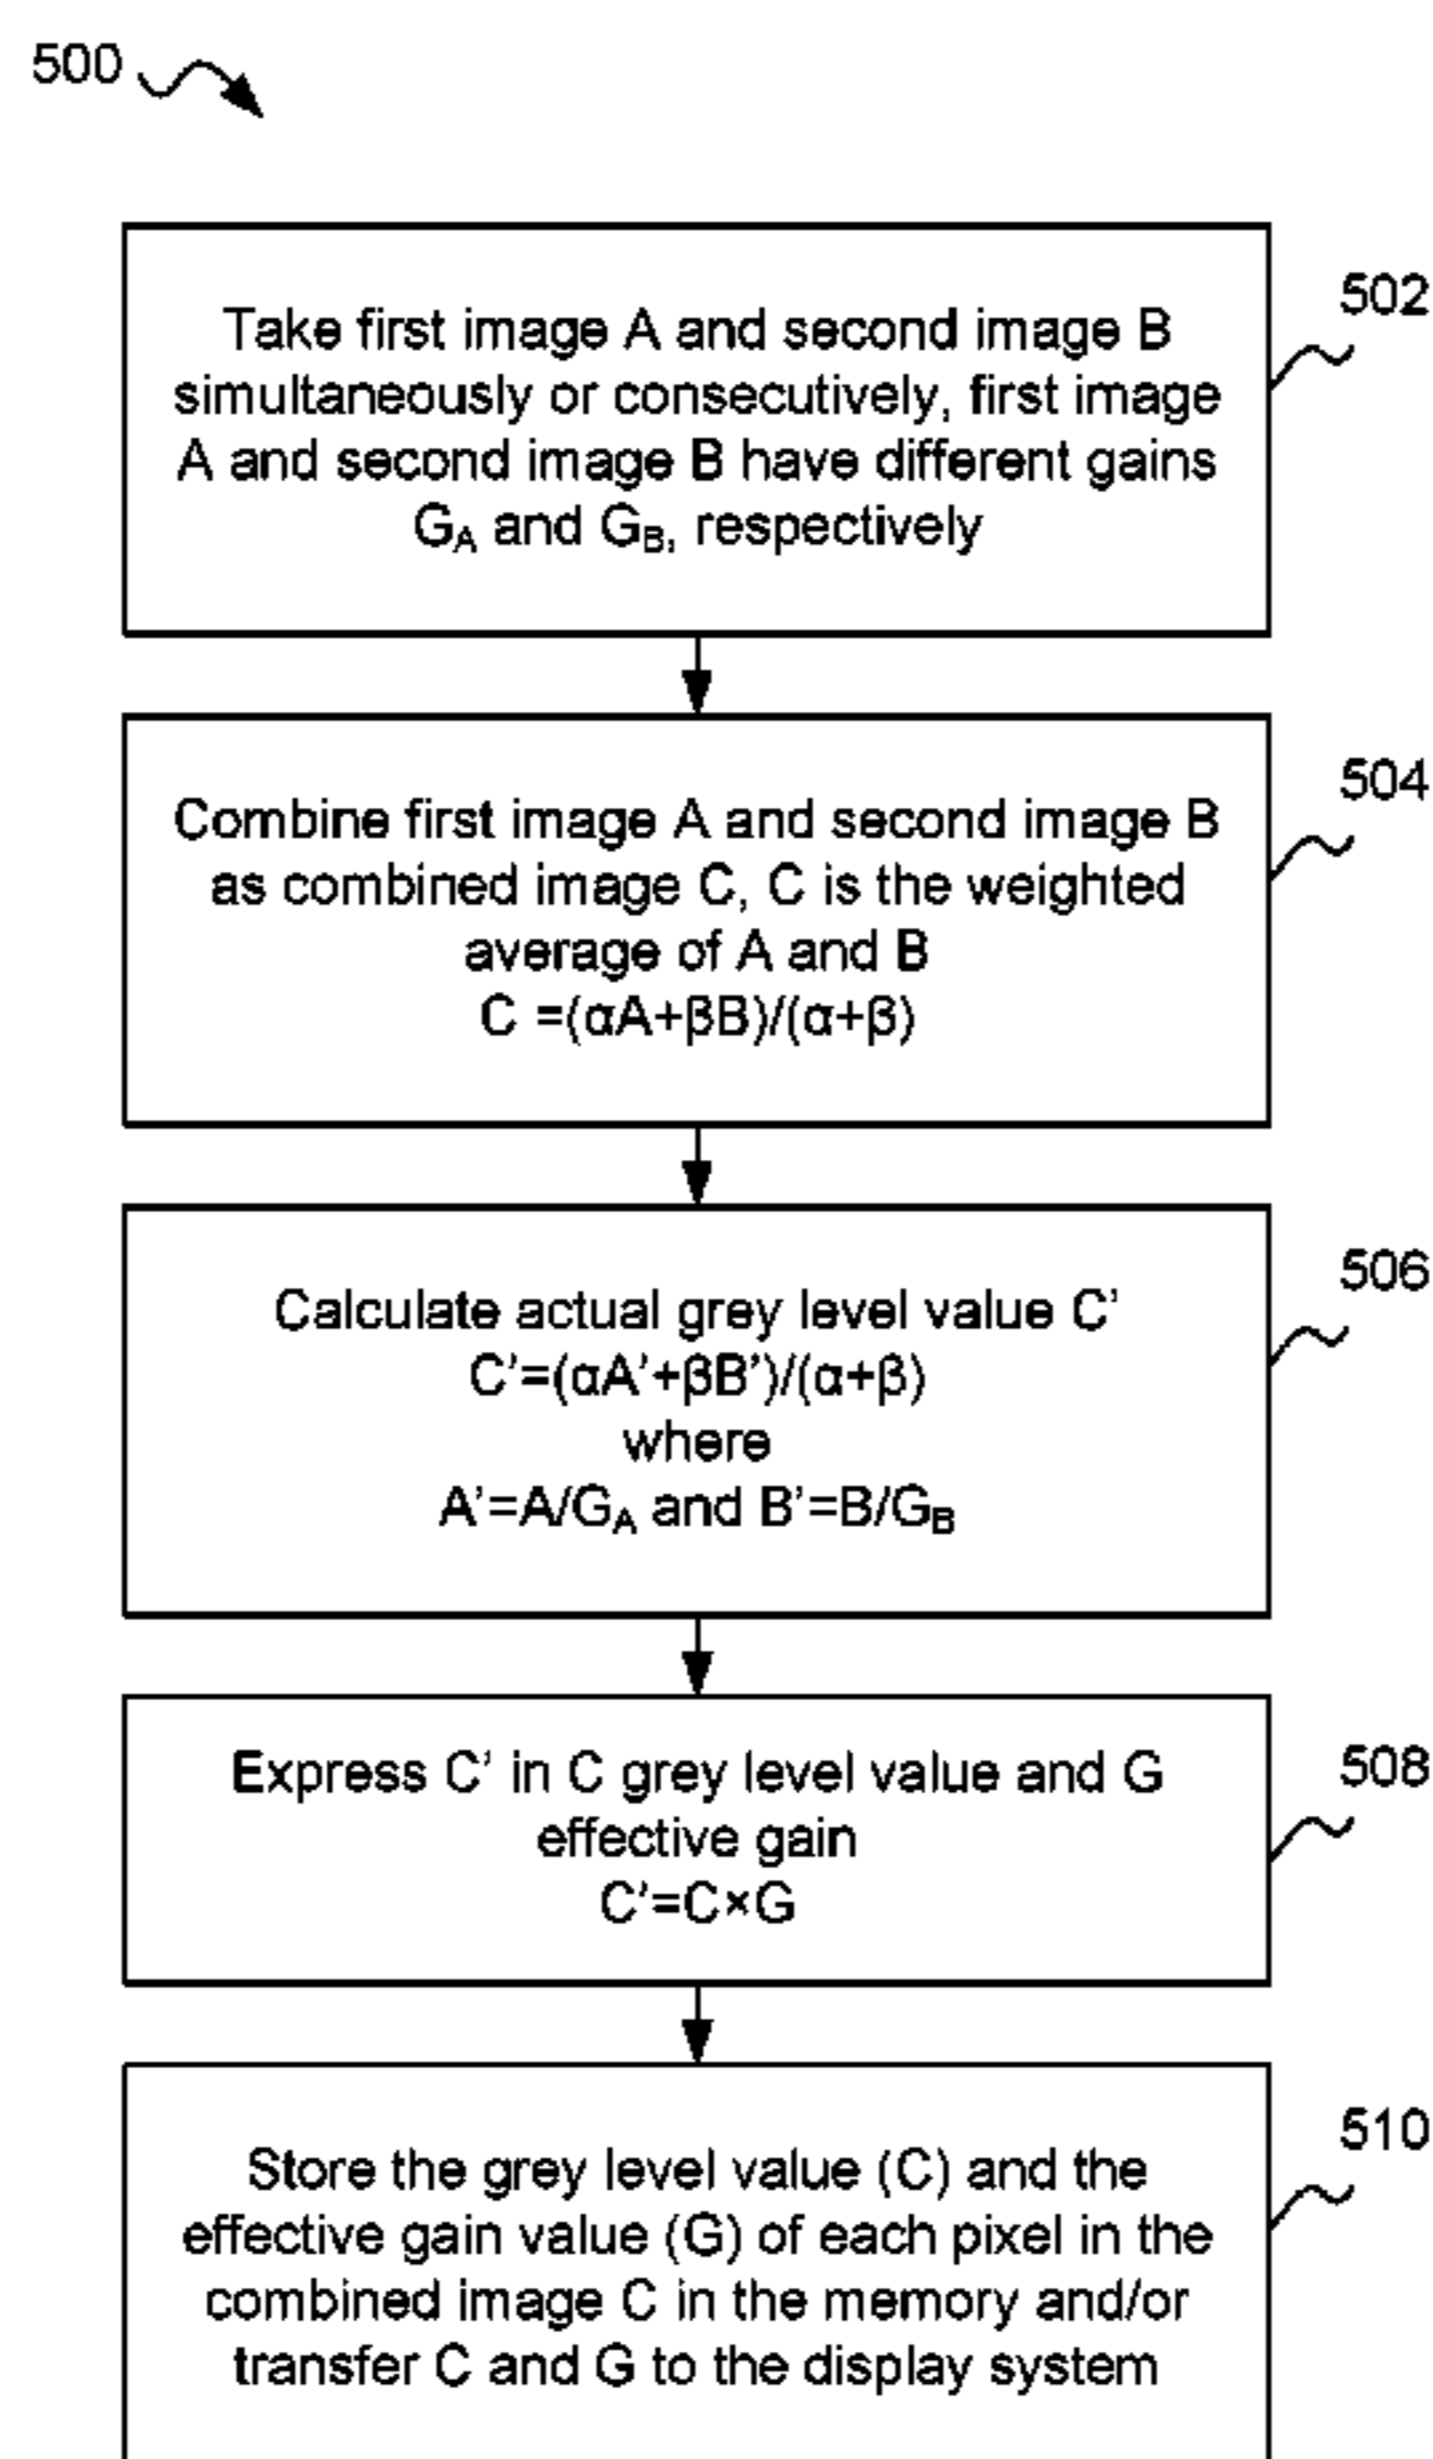 500
502
Take first image A and second image B
simultaneously or consecutively, first image
A and second image B have different gains
G_A and G_B, respectively
504
Combine first image A and second image B
as combined image C, C is the weighted
average of A and B
C =(αA+βB)/(α+β)
506
Calculate actual grey level value C’
C’=(αA’+βB’)/(α+β)
where
A’=A/G_A and B’=B/G_B
508
Express C’ in C grey level value and G
effective gain
C’=C×G
510
Store the grey level value (C) and the
effective gain value (G) of each pixel in the
combined image C in the memory and/or
transfer C and G to the display system